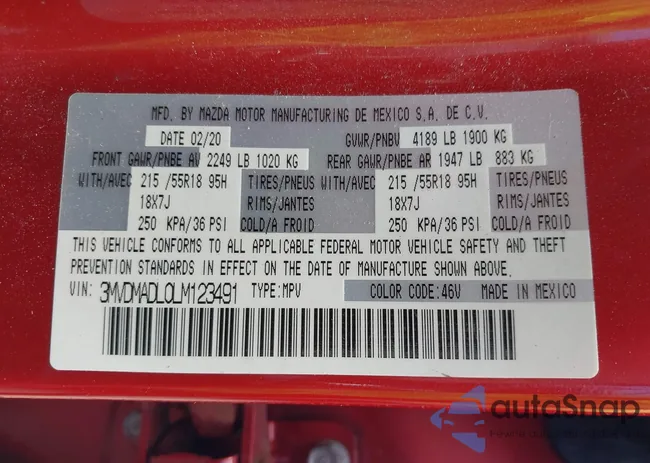 MFD. BY MAZDA MOTOR MANUFACTURING DE MEXICO S.A. DE C.V.
DATE 02/20 GVWR/PNBV 4189 LB 1900 KG
FRONT GAWR/PNBE AV 2249 LB 1020 KG REAR GAWR/PNBE AR 1947 LB 883 KG
WITH/AVEC 215 /55R18 95H TIRES/PNEUS WITH/AVEC 215 /55R18 95H TIRES/PNEUS
18X7J RIMS/JANTES 18X7J RIMS/JANTES
250 KPA/36 PSI COLD/A FROID 250 KPA/36 PSI COLD/A FROID
THIS VEHICLE CONFORMS TO ALL APPLICABLE FEDERAL MOTOR VEHICLE SAFETY AND THEFT
PREVENTION STANDARDS IN EFFECT ON THE DATE OF MANUFACTURE SHOWN ABOVE.
VIN: 3MVDMADL0LM123491 TYPE:MPV COLOR CODE:46V MADE IN MEXICO
autoSnap